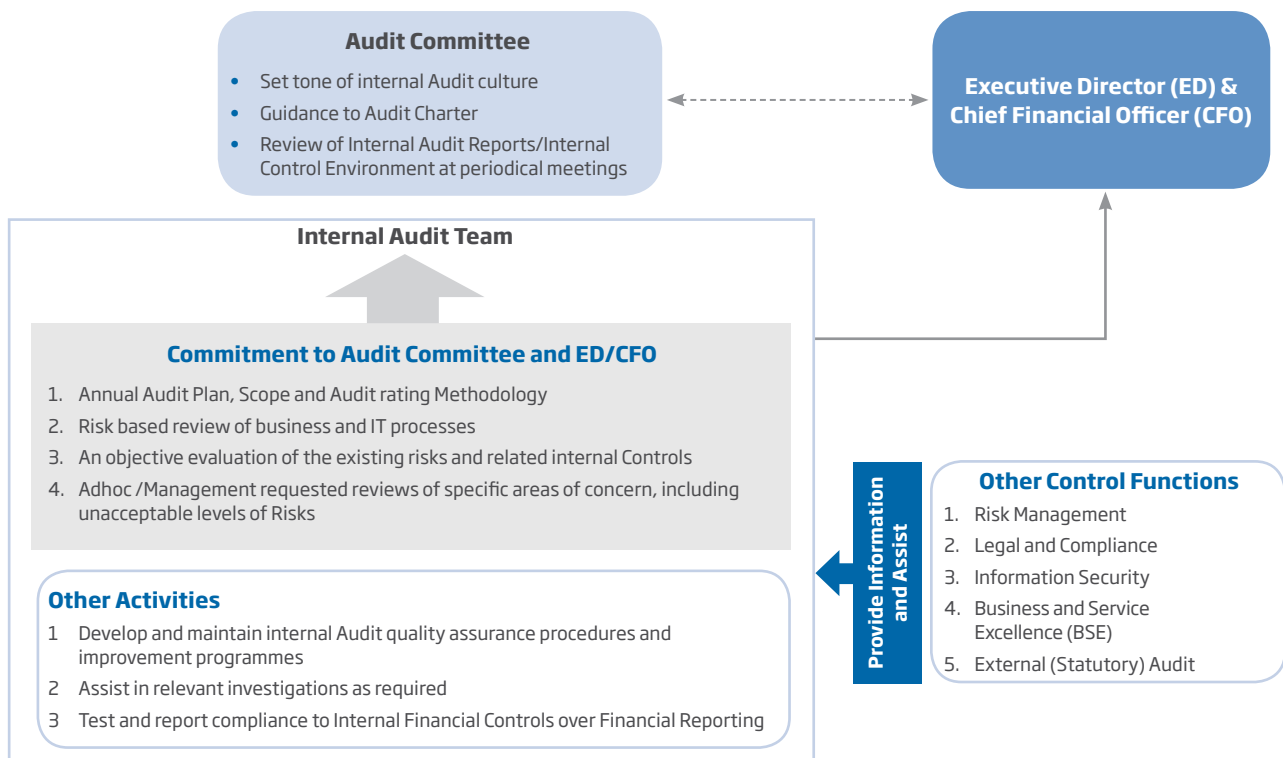 Audit Committee
• Set tone of internal Audit culture
• Guidance to Audit Charter
• Review of Internal Audit Reports/Internal
Control Environment at periodical meetings
Executive Director (ED) &
Chief Financial Officer (CFO)
Internal Audit Team
Commitment to Audit Committee and ED/CFO
1. Annual Audit Plan, Scope and Audit rating Methodology
2. Risk based review of business and IT processes
3. An objective evaluation of the existing risks and related internal Controls
4. Adhoc /Management requested reviews of specific areas of concern, including
unacceptable levels of Risks
Other Activities
1 Develop and maintain internal Audit quality assurance procedures and
improvement programmes
2 Assist in relevant investigations as required
3 Test and report compliance to Internal Financial Controls over Financial Reporting
Provide Information
and Assist
Other Control Functions
1. Risk Management
2. Legal and Compliance
3. Information Security
4. Business and Service
Excellence (BSE)
5. External (Statutory) Audit